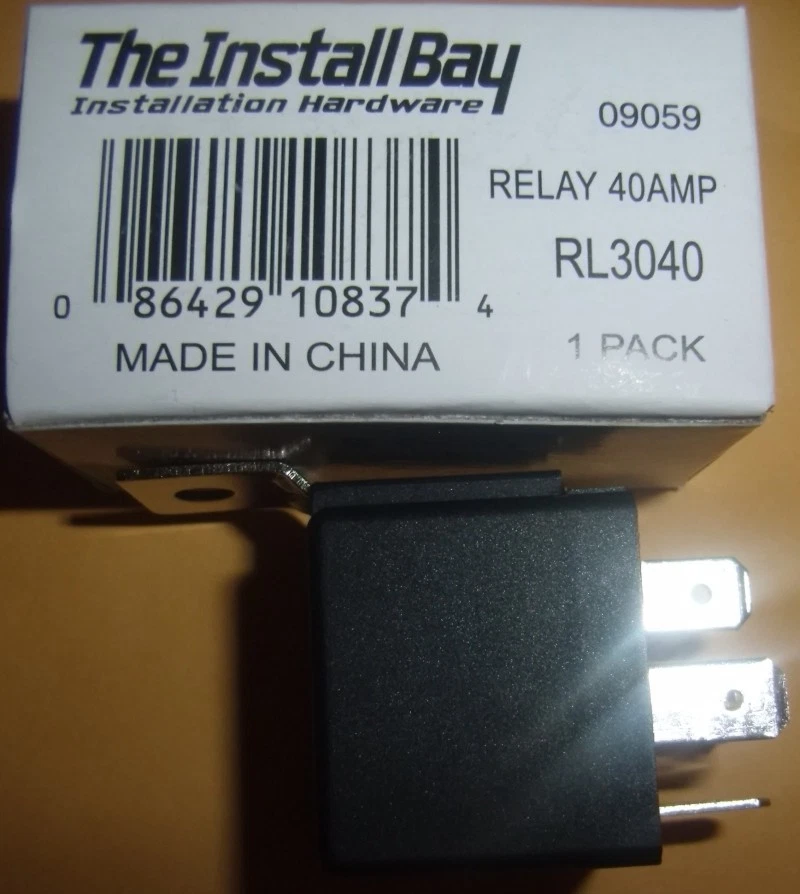 The Install Bay
Installation Hardware
09059
RELAY 40AMP
RL3040
0 86429 10837 4
MADE IN CHINA
1 PACK